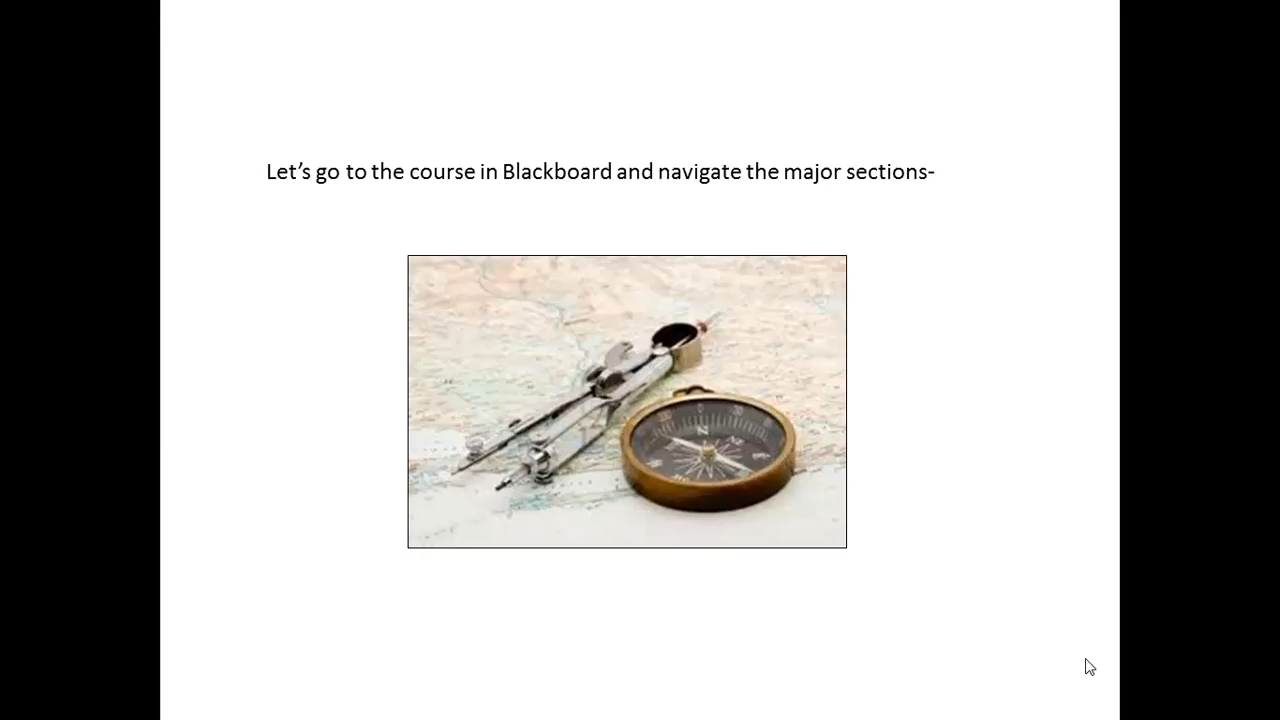 Let’s go to the course in Blackboard and navigate the major sections-
N